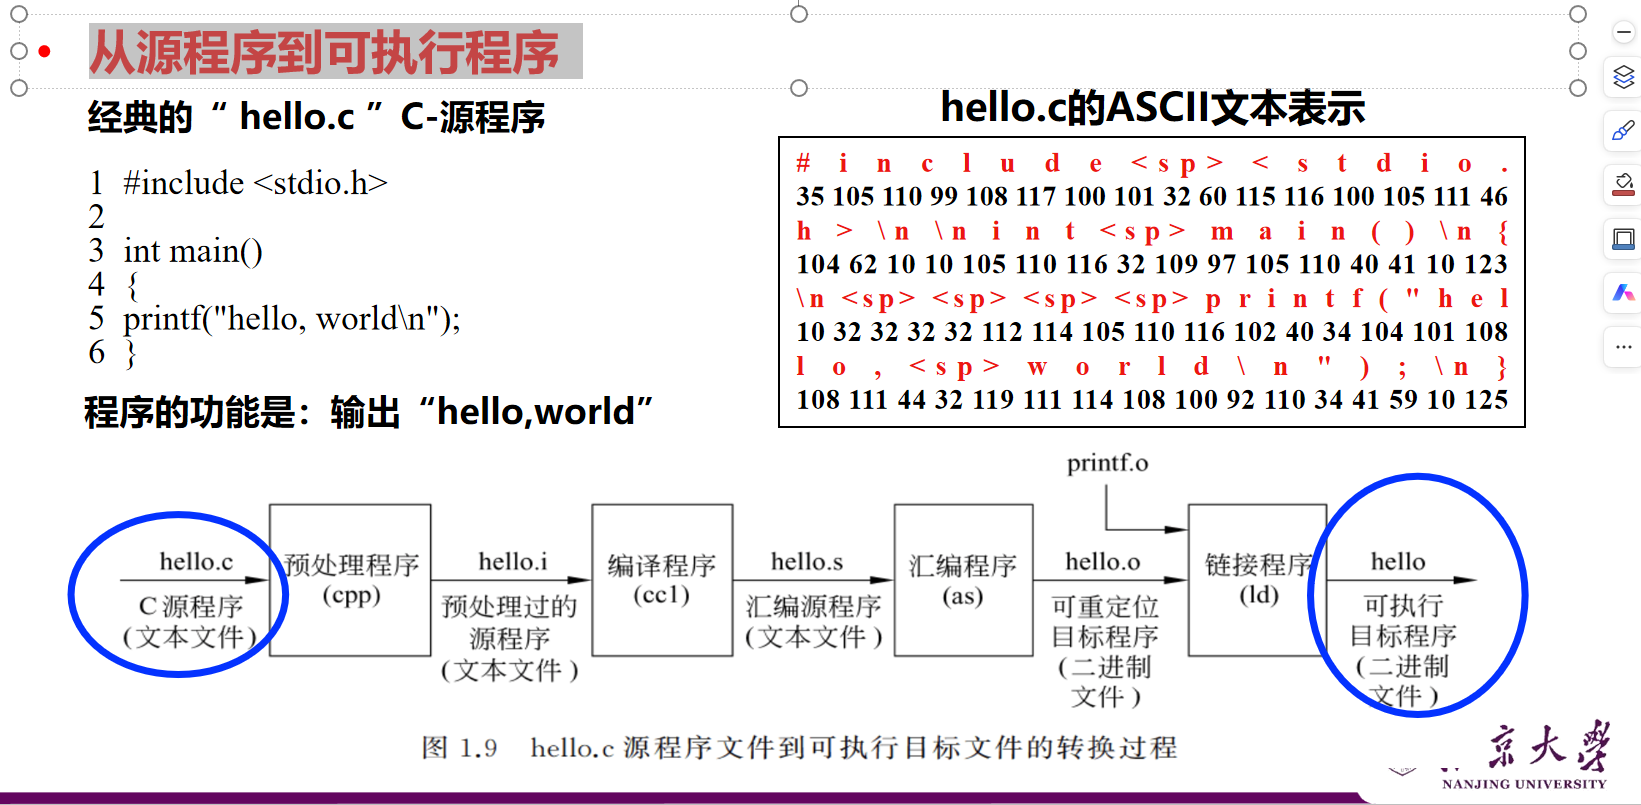 从源程序到可执行程序
经典的“ hello.c ”C-源程序
1 #include <stdio.h>
2
3 int main()
4 {
5 printf("hello, world\n");
6 }
程序的功能是：输出“hello,world”
hello.c的ASCII文本表示
# i n c l u d e <sp> < s t d i o .
35 105 110 99 108 117 100 101 32 60 115 116 100 105 111 46
h > \n \n i n t <sp> m a i n ( ) \n {
104 62 10 10 105 110 116 32 109 97 105 110 40 41 10 123
\n <sp> <sp> <sp> <sp> p r i n t f ( " h e l
10 32 32 32 32 112 114 105 110 116 102 40 34 104 101 108
l o , <sp> w o r l d \ n " ) ; \n }
108 111 44 32 119 111 114 108 100 92 110 34 41 59 10 125
hello.c
C 源程序
(文本文件)
预处理程序
(cpp)
hello.i
预处理过的
源程序
(文本文件)
编译程序
(cc1)
hello.s
汇编源程序
(文本文件)
汇编程序
(as)
printf.o
hello.o
可重定位
目标程序
(二进制
文件)
链接程序
(ld)
hello
可执行
目标程序
(二进制
文件)
图 1.9 hello.c 源程序文件到可执行目标文件的转换过程
京大学
NANJING UNIVERSITY